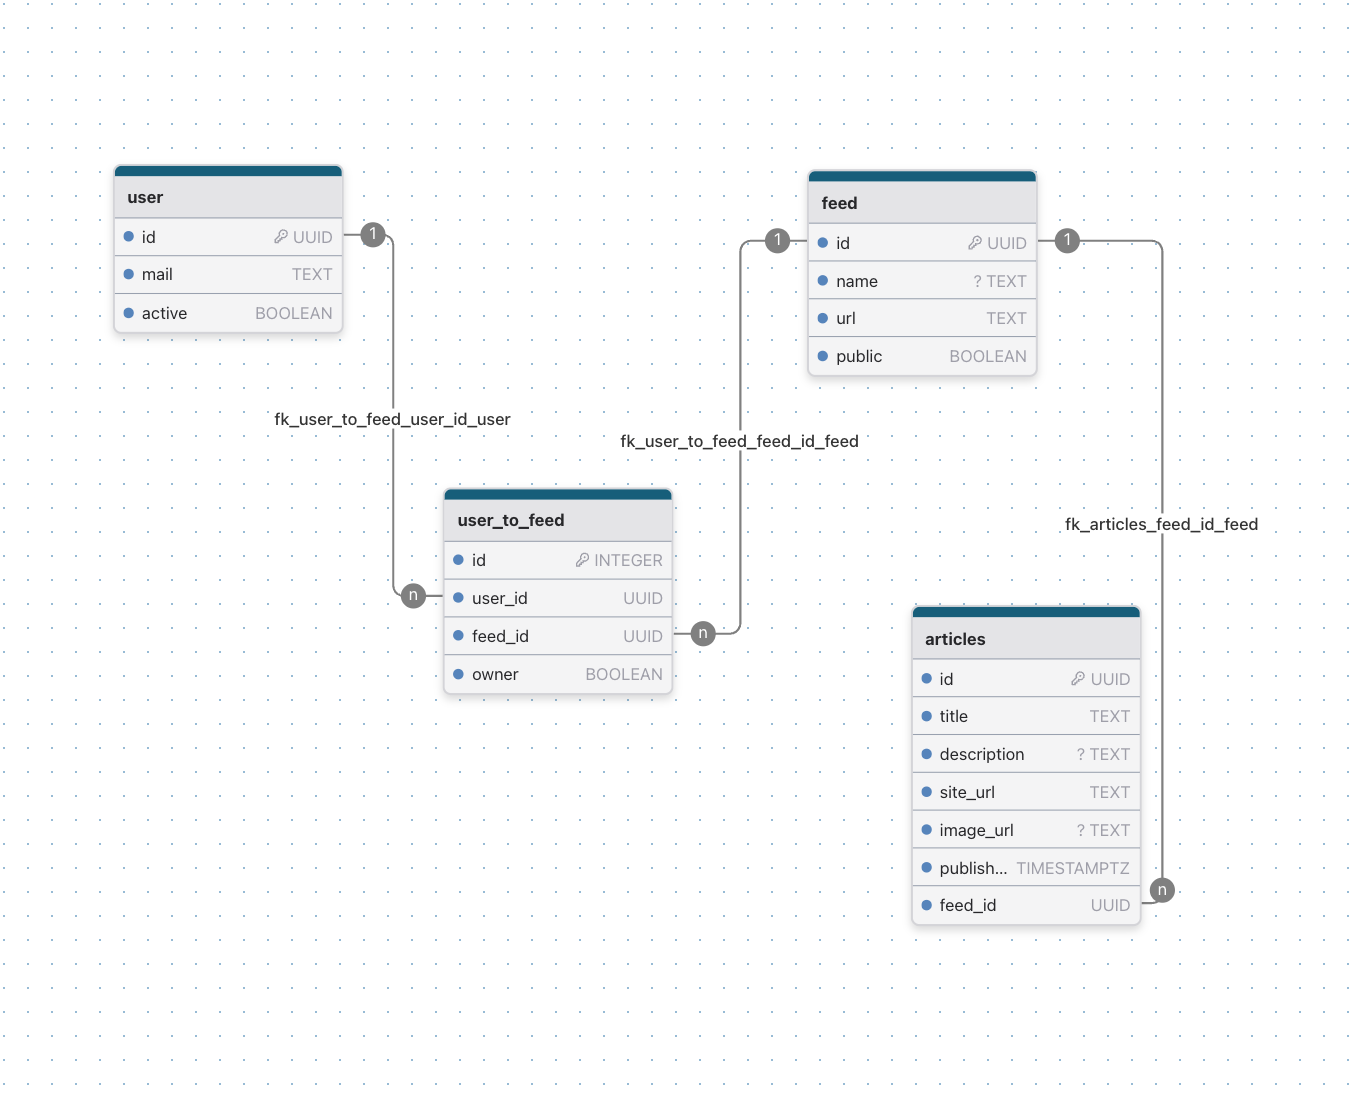 user
id UUID
mail TEXT
active BOOLEAN
1
fk_user_to_feed_user_id_user
n
user_to_feed
id INTEGER
user_id UUID
feed_id UUID
owner BOOLEAN
n
fk_user_to_feed_feed_id_feed
1
feed
id UUID
name ? TEXT
url TEXT
public BOOLEAN
1
fk_articles_feed_id_feed
n
articles
id UUID
title TEXT
description ? TEXT
site_url TEXT
image_url ? TEXT
publish... TIMESTAMPTZ
feed_id UUID